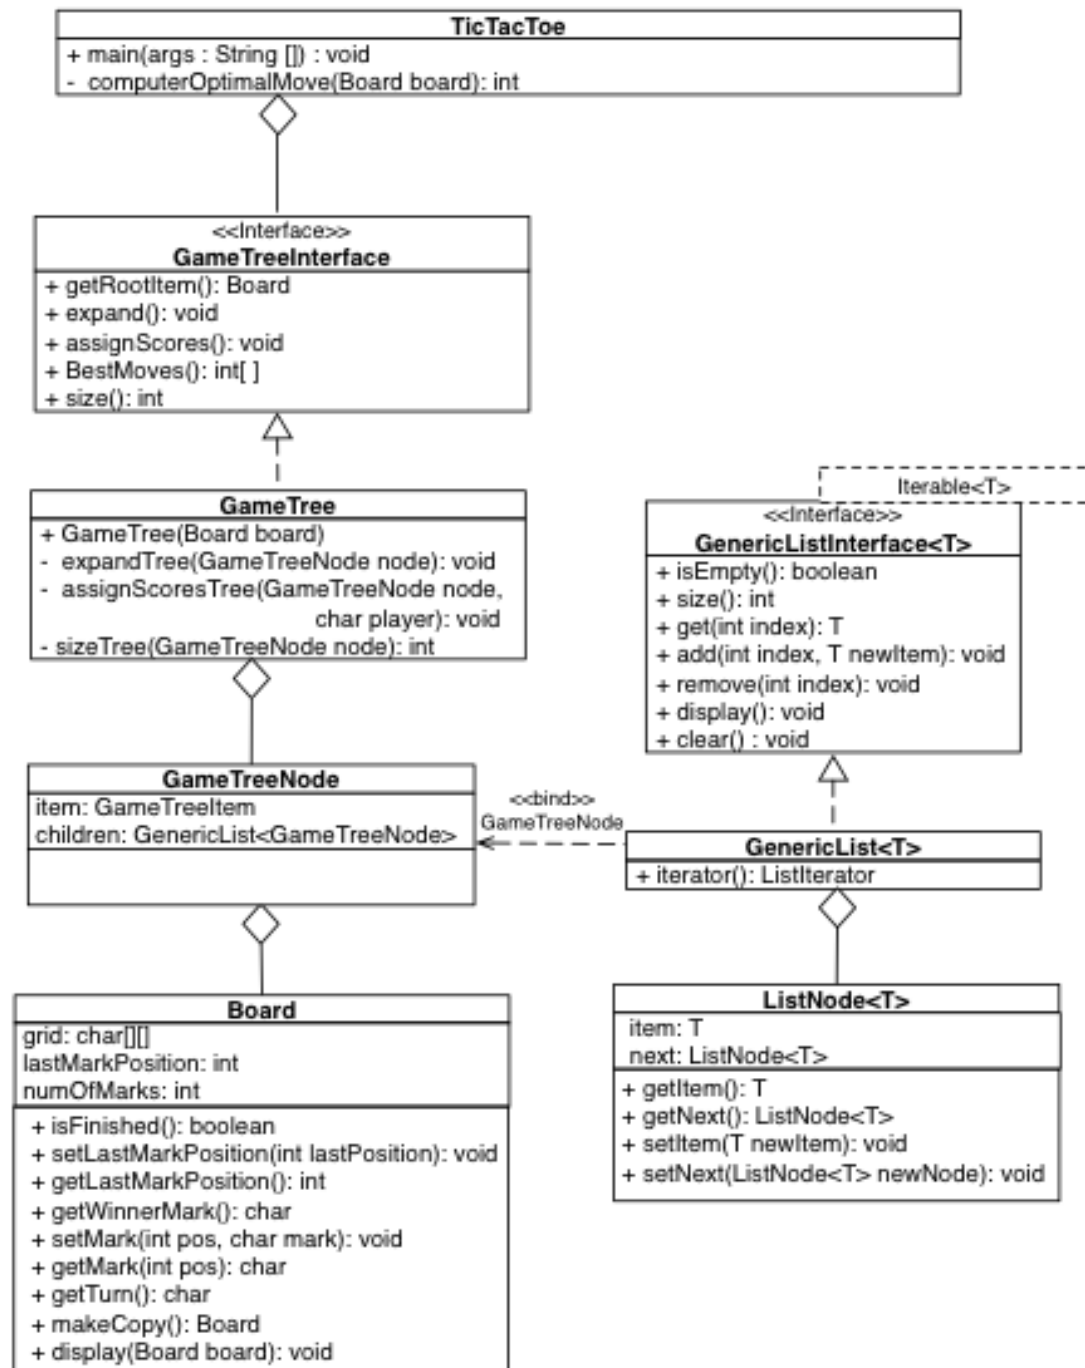 TicTacToe
+ main(args : String []) : void
- computerOptimalMove(Board board): int
<<Interface>>
GameTreeInterface
+ getRootItem(): Board
+ expand(): void
+ assignScores(): void
+ BestMoves(): int[ ]
+ size(): int
GameTree
+ GameTree(Board board)
- expandTree(GameTreeNode node): void
- assignScoresTree(GameTreeNode node,
char player): void
- sizeTree(GameTreeNode node): int
Iterable<T>
<<Interface>>
GenericListInterface<T>
+ isEmpty(): boolean
+ size(): int
+ get(int index): T
+ add(int index, T newItem): void
+ remove(int index): void
+ display(): void
+ clear() : void
GameTreeNode
item: GameTreeItem
children: GenericList<GameTreeNode>
<<bind>>
GameTreeNode
GenericList<T>
+ iterator(): ListIterator
Board
grid: char[][]
lastMarkPosition: int
numOfMarks: int
+ isFinished(): boolean
+ setLastMarkPosition(int lastPosition): void
+ getLastMarkPosition(): int
+ getWinnerMark(): char
+ setMark(int pos, char mark): void
+ getMark(int pos): char
+ getTurn(): char
+ makeCopy(): Board
+ display(Board board): void
ListNode<T>
item: T
next: ListNode<T>
+ getItem(): T
+ getNext(): ListNode<T>
+ setItem(T newItem): void
+ setNext(ListNode<T> newNode): void